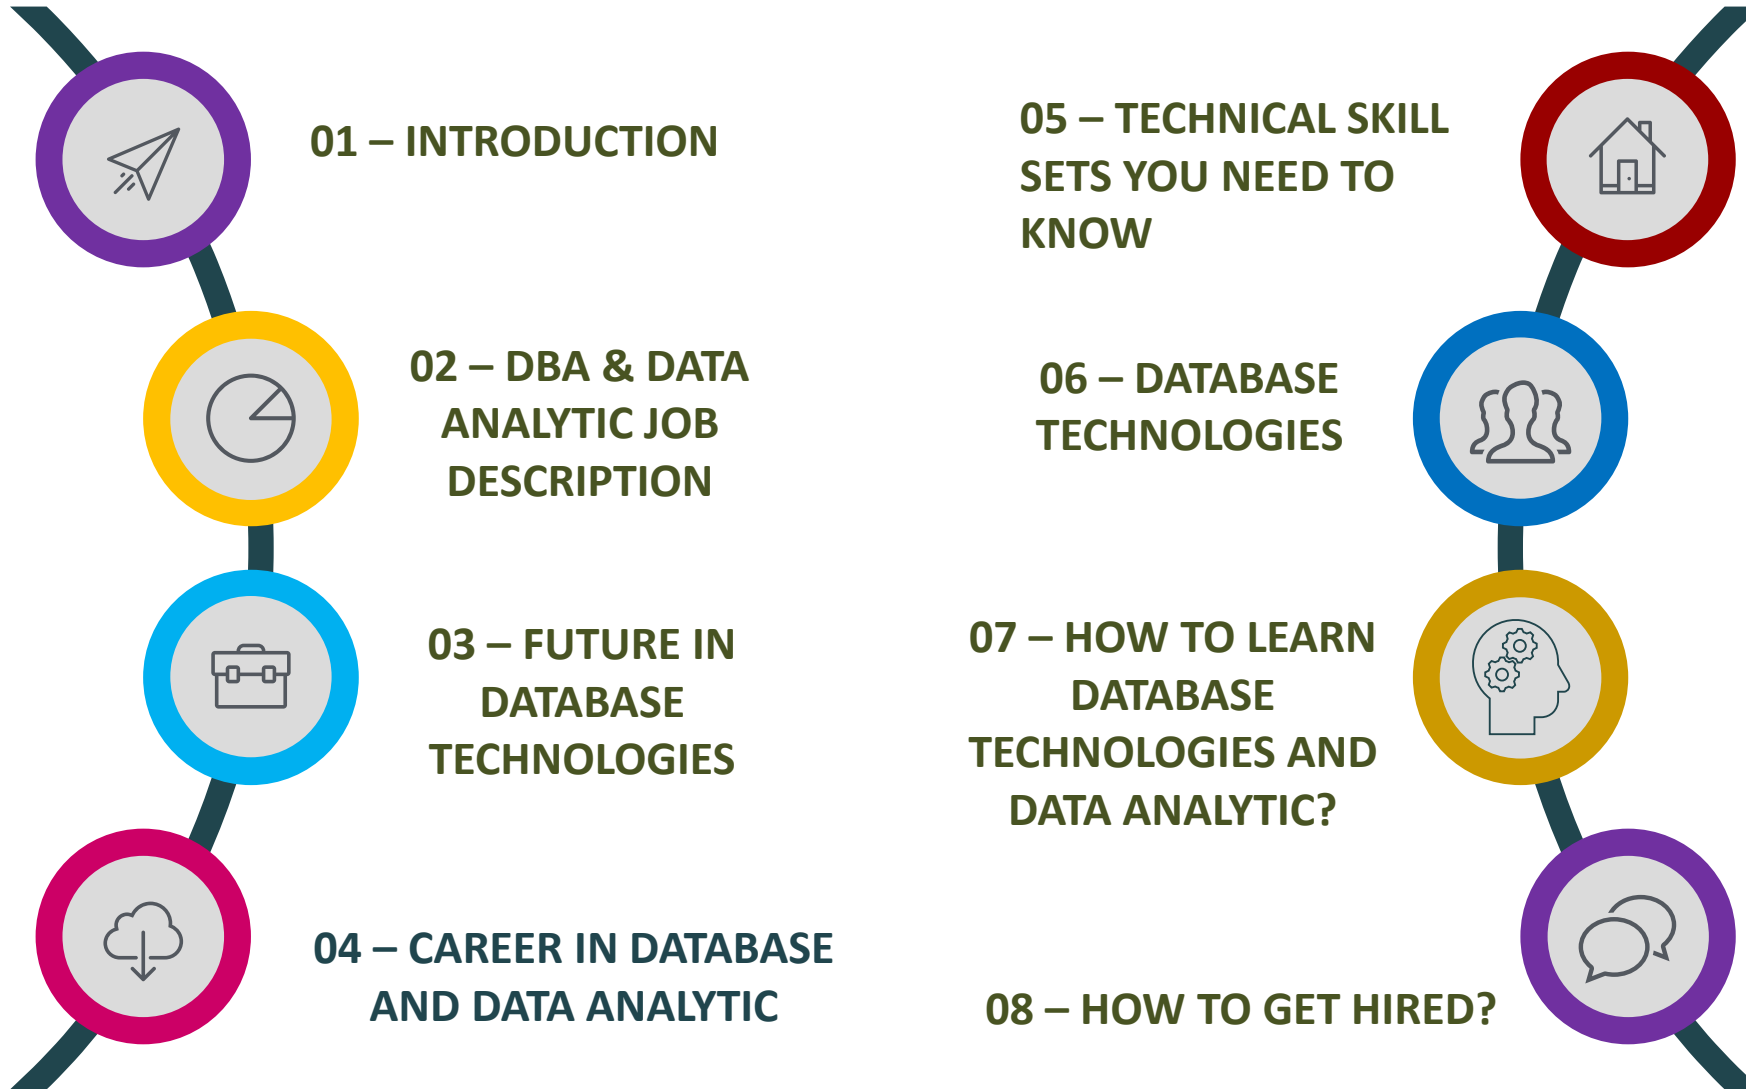 01 – INTRODUCTION
02 – DBA & DATA
ANALYTIC JOB
DESCRIPTION
03 – FUTURE IN
DATABASE
TECHNOLOGIES
04 – CAREER IN DATABASE
AND DATA ANALYTIC
05 – TECHNICAL SKILL
SETS YOU NEED TO
KNOW
06 – DATABASE
TECHNOLOGIES
07 – HOW TO LEARN
DATABASE
TECHNOLOGIES AND
DATA ANALYTIC?
08 – HOW TO GET HIRED?